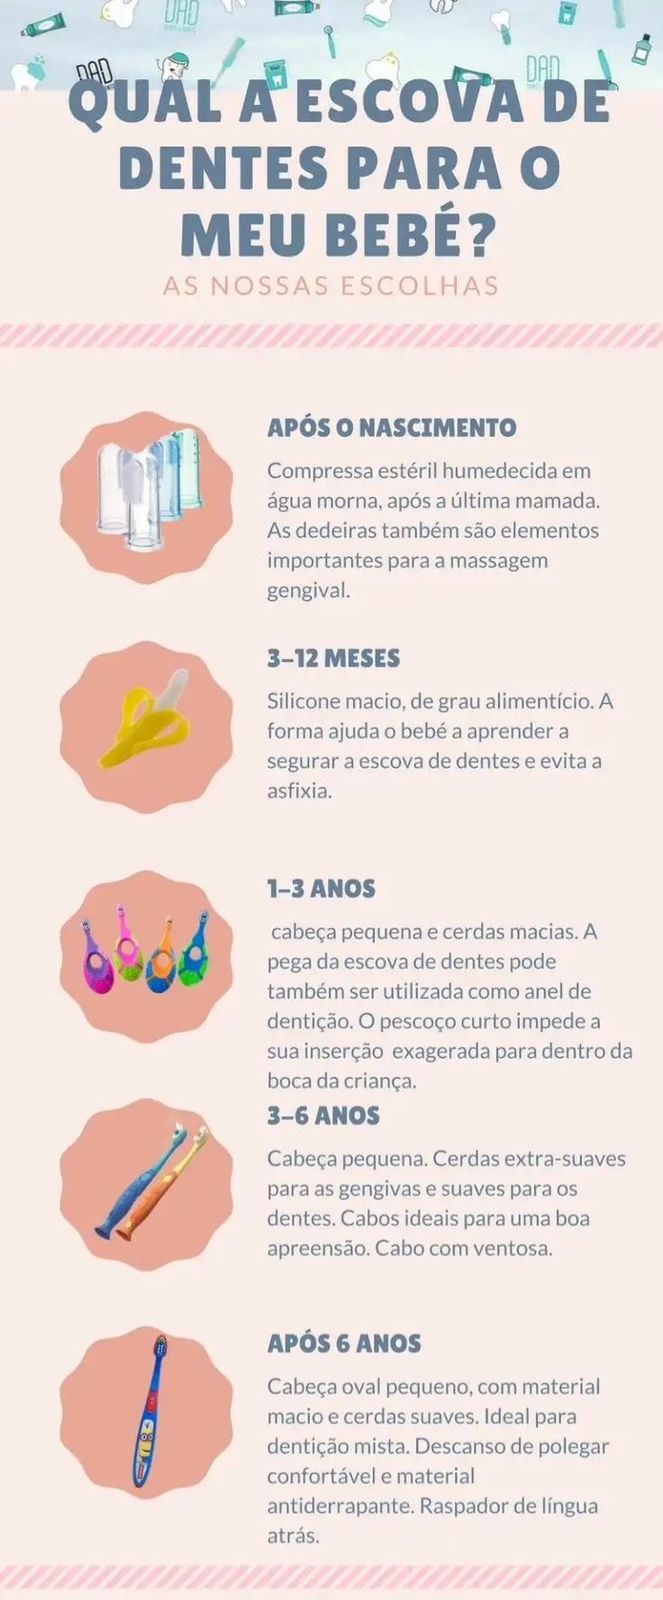 DAD
DAD
DAD
QUAL A ESCOVA DE
DENTES PARA O
MEU BEBÉ?
AS NOSSAS ESCOLHAS
APÓS O NASCIMENTO
Compressa estéril humedecida em
água morna, após a última mamada.
As dedeiras também são elementos
importantes para a massagem
gengival.
3-12 MESES
Silicone macio, de grau alimentício. A
forma ajuda o bebé a aprender a
segurar a escova de dentes e evita a
asfixia.
1-3 ANOS
cabeça pequena e cerdas macias. A
pega da escova de dentes pode
também ser utilizada como anel de
dentição. O pescoço curto impede a
sua inserção exagerada para dentro da
boca da criança.
3-6 ANOS
Cabeça pequena. Cerdas extra-suaves
para as gengivas e suaves para os
dentes. Cabos ideais para uma boa
apreensão. Cabo com ventosa.
APÓS 6 ANOS
Cabeça oval pequeno, com material
macio e cerdas suaves. Ideal para
dentição mista. Descanso de polegar
confortável e material
antiderrapante. Raspador de língua
atrás.